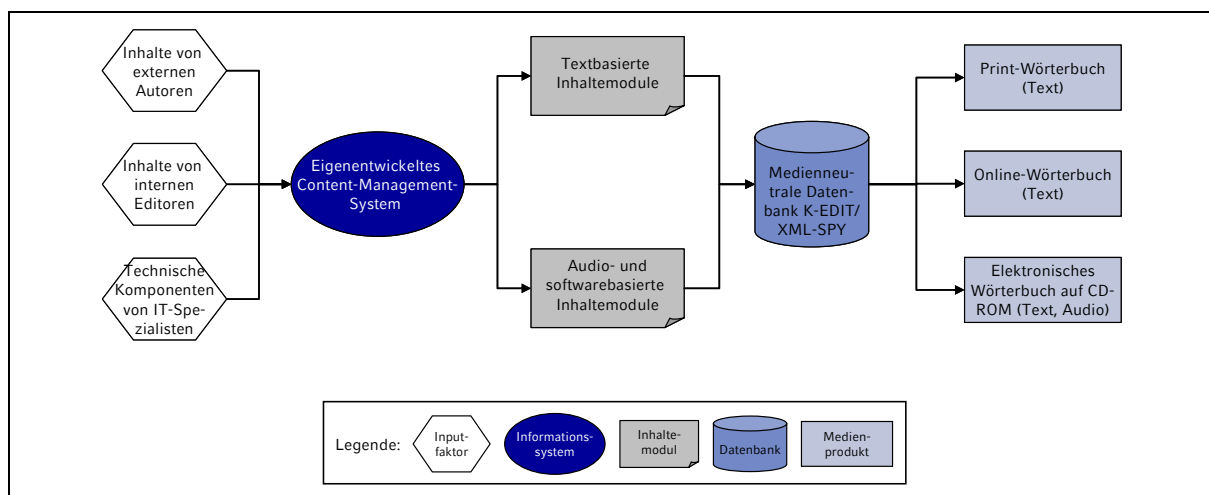 Inhalte von
externen
Autoren
Inhalte von
internen
Editoren
Technische
Komponenten
von IT-Spe-
zialisten
Eigenentwickeltes
Content-Management-
System
Textbasierte
Inhaltemodule
Audio- und
softwarebasierte
Inhaltemodule
Medienneu-
trale Daten-
bank K-EDIT/
XML-SPY
Print-Wörterbuch
(Text)
Online-Wörterbuch
(Text)
Elektronisches
Wörterbuch auf CD-
ROM (Text, Audio)
Legende:
Input-
faktor
Informations-
system
Inhalte-
modul
Datenbank
Medien-
produkt